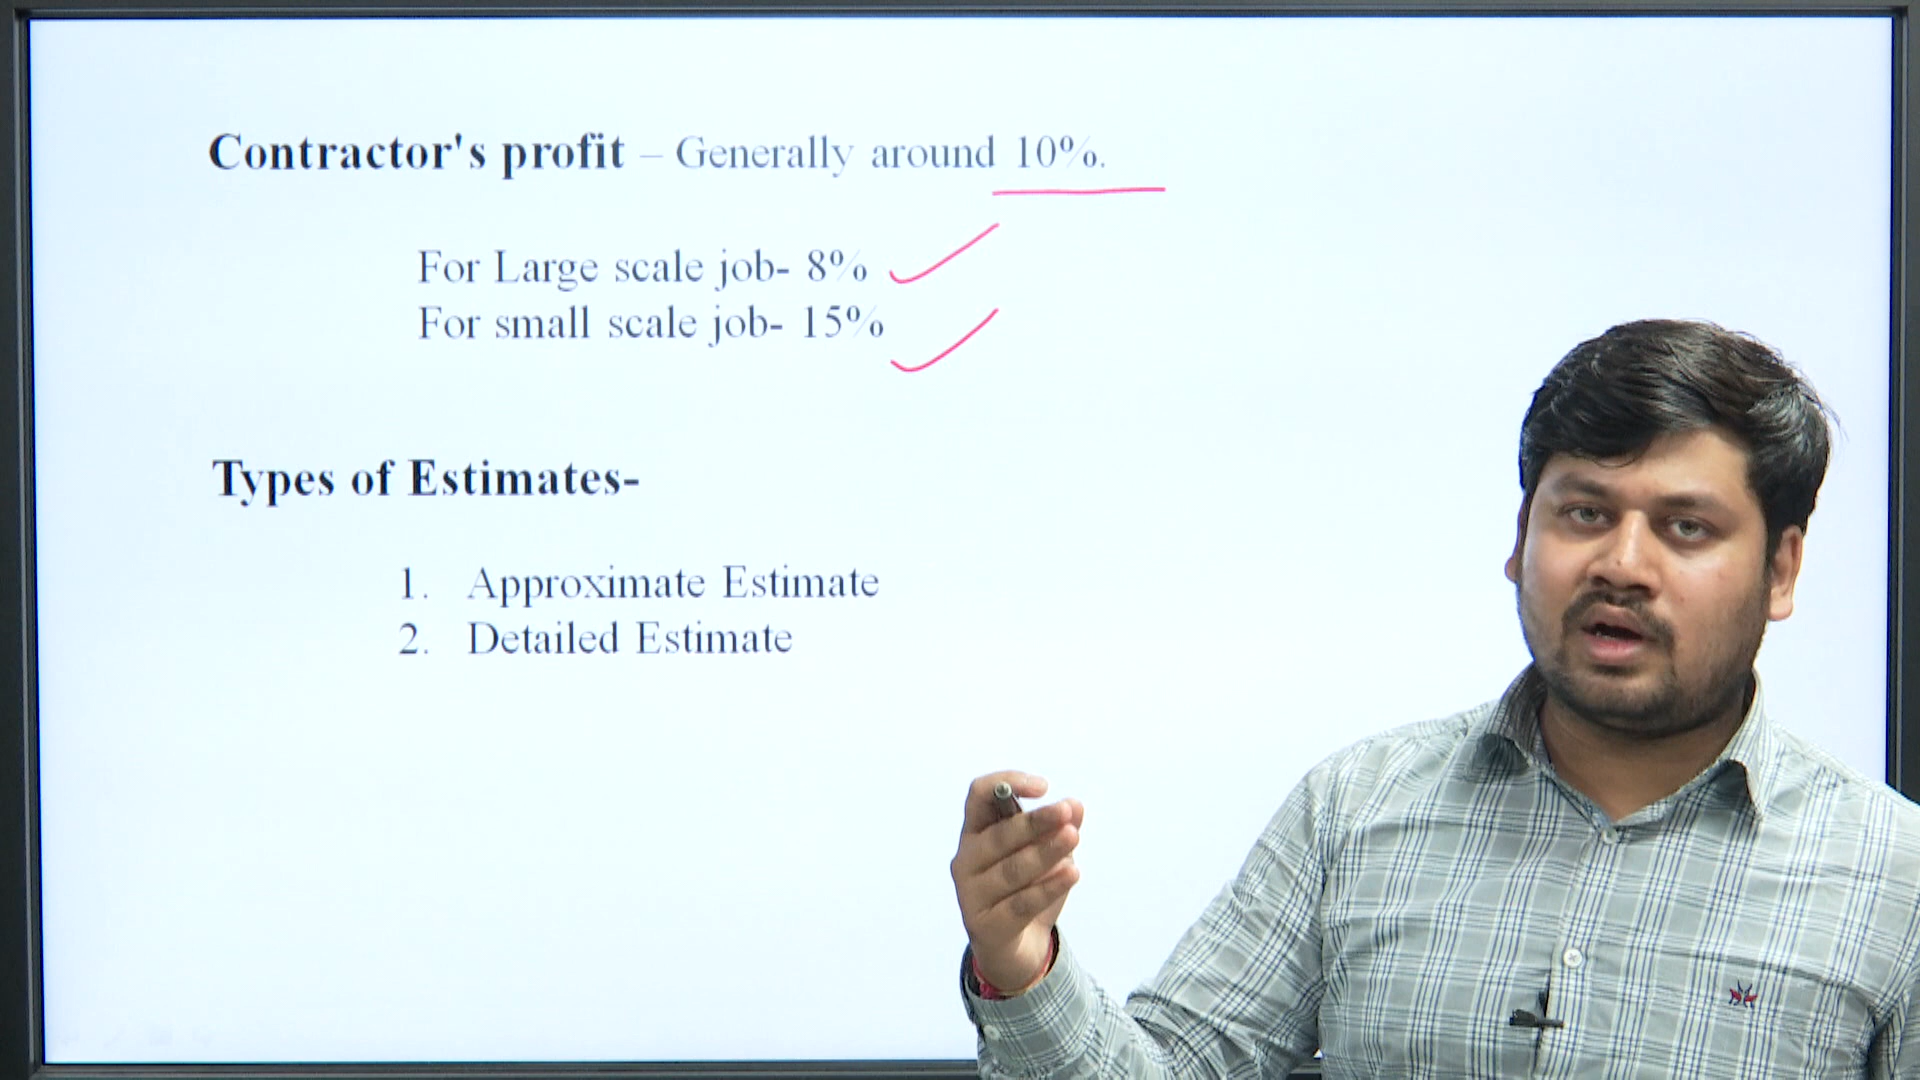 Contractor's profit – Generally around 10%.
For Large scale job- 8%
For small scale job- 15%
Types of Estimates-
1. Approximate Estimate
2. Detailed Estimate